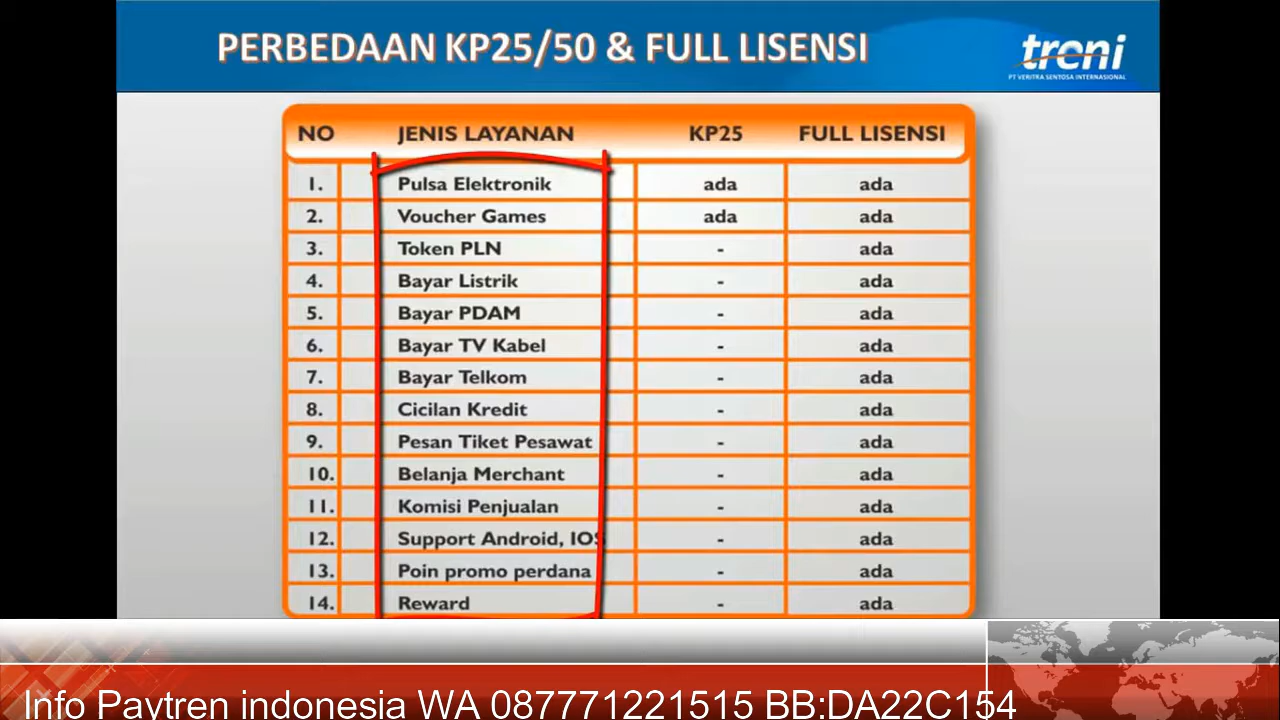 PERBEDAAN KP25/50 & FULL LISENSI
treni
PT VERITRA SENTOSA INTERNASIONAL
NO JENIS LAYANAN KP25 FULL LISENSI
1. Pulsa Elektronik ada ada
2. Voucher Games ada ada
3. Token PLN - ada
4. Bayar Listrik - ada
5. Bayar PDAM - ada
6. Bayar TV Kabel - ada
7. Bayar Telkom - ada
8. Cicilan Kredit - ada
9. Pesan Tiket Pesawat - ada
10. Belanja Merchant - ada
11. Komisi Penjualan - ada
12. Support Android, IOS - ada
13. Poin promo perdana - ada
14. Reward - ada
Info Paytren indonesia WA 087771221515 BB:DA22C154